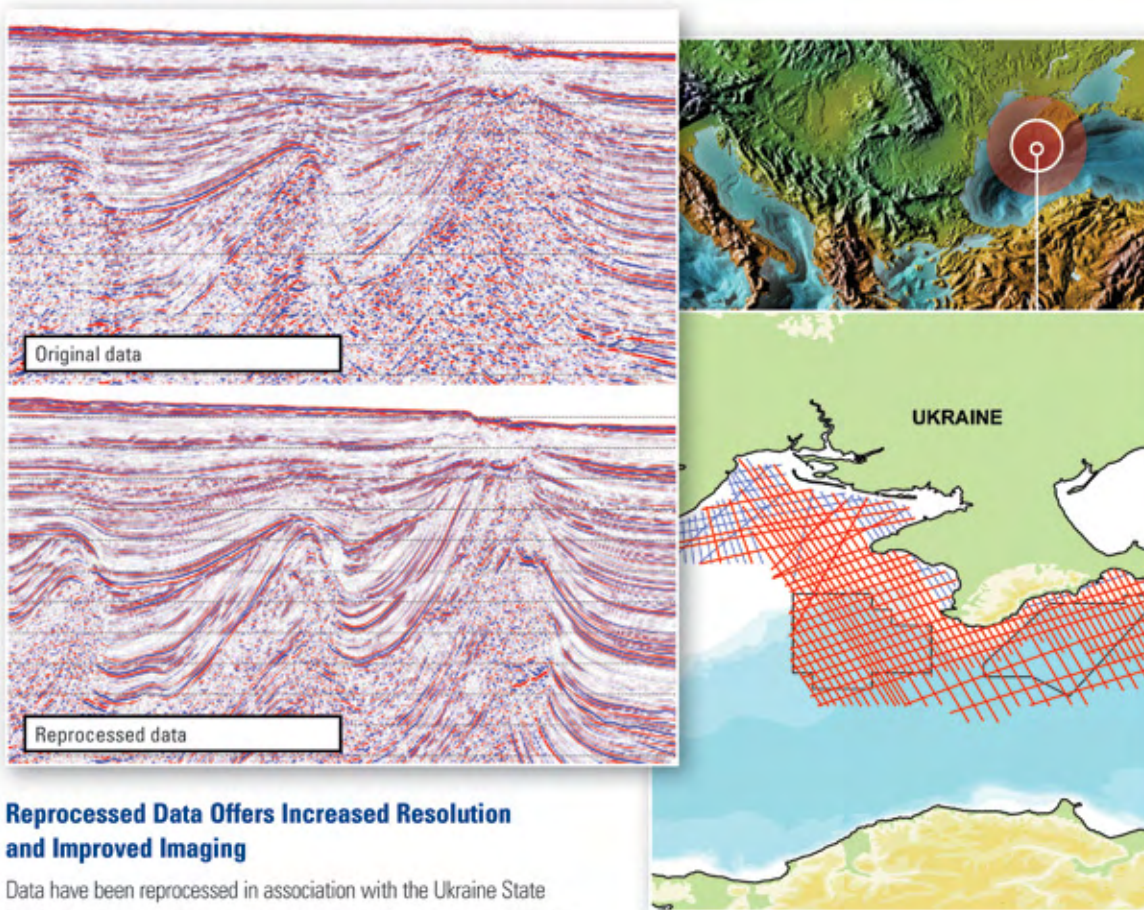 Original data
Reprocessed data
UKRAINE
Reprocessed Data Offers Increased Resolution
and Improved Imaging
Data have been reprocessed in association with the Ukraine State